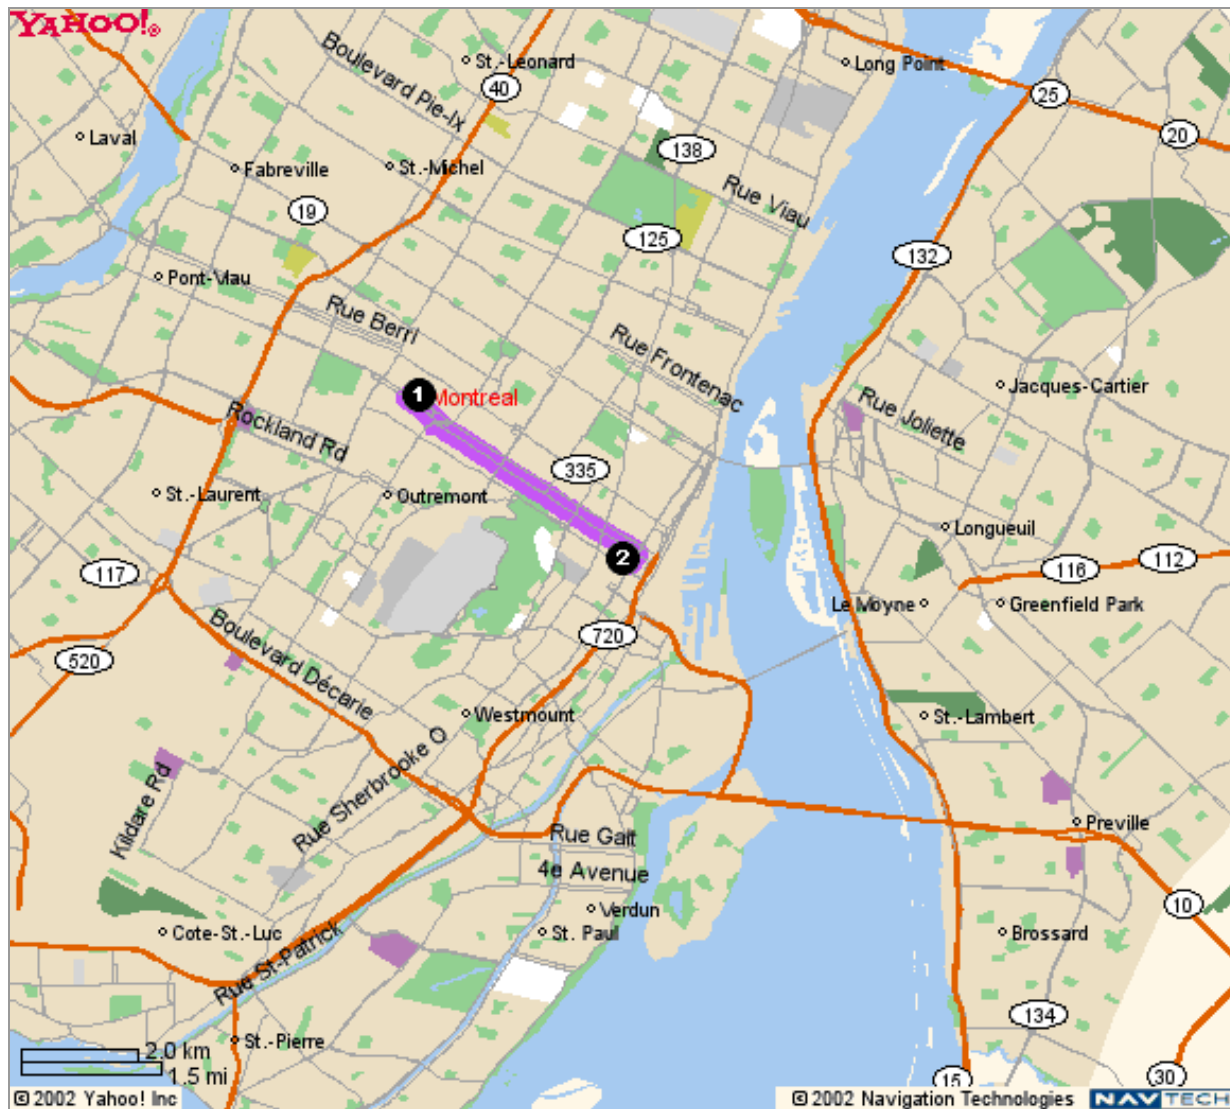 YAHOO!®
Boulevard Pie-Ix
St.-Leonard
Long Point
40
25
20
Laval
138
Fabreville
St.-Michel
Rue Viau
19
125
132
Pont-Viau
Rue Berri
Rue Frontenac
Jacques-Cartier
1
Montreal
Rue Joliette
Rockland Rd
335
St.-Laurent
Outremont
Longueuil
2
117
116
112
Le Moyne
Greenfield Park
720
520
Boulevard Décarie
Westmount
St.-Lambert
Rue Sherbrooke O
Kildare Rd
Preville
Rue Galt
4e Avenue
10
Verdun
Cote-St.-Luc
St. Paul
Brossard
Rue St-Patrick
134
St.-Pierre
2.0 km
1.5 mi
15
30
© 2002 Yahoo! Inc
© 2002 Navigation Technologies
NAVTECH